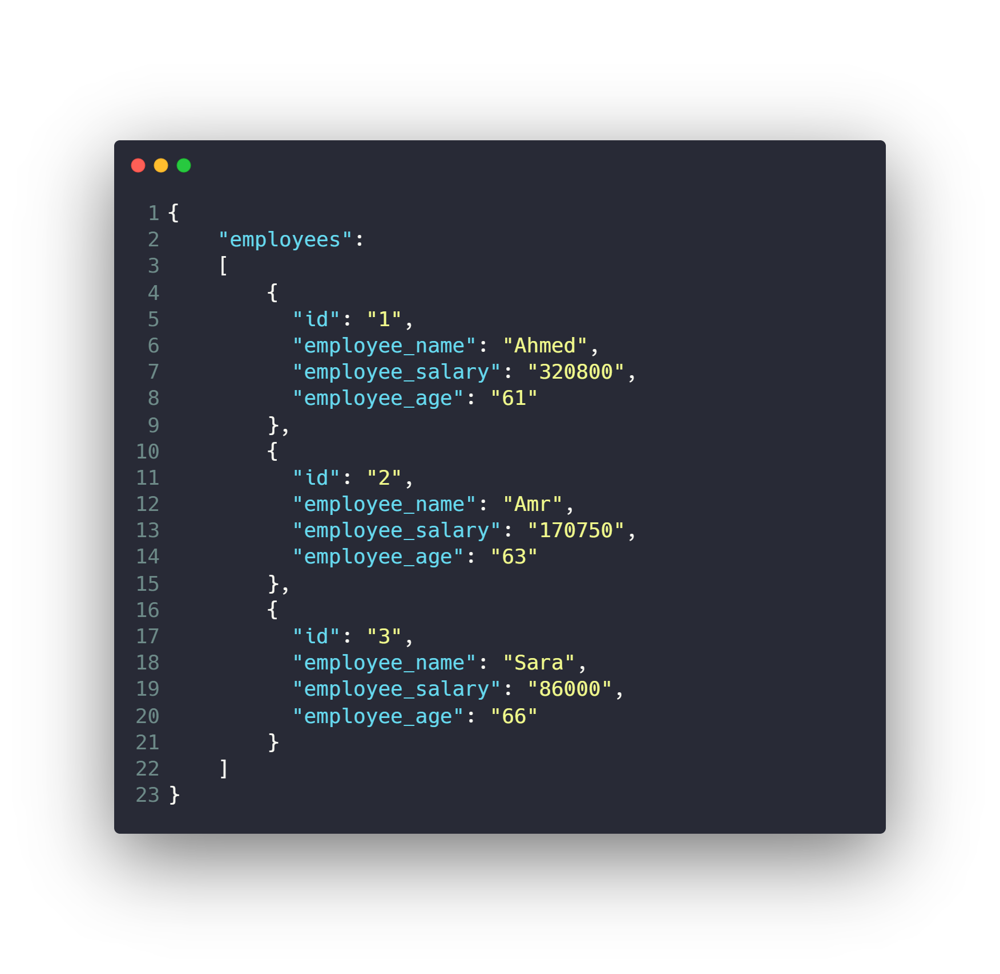 1 {
2     "employees":
3     [
4         {
5           "id": "1",
6           "employee_name": "Ahmed",
7           "employee_salary": "320800",
8           "employee_age": "61"
9         },
10         {
11           "id": "2",
12           "employee_name": "Amr",
13           "employee_salary": "170750",
14           "employee_age": "63"
15         },
16         {
17           "id": "3",
18           "employee_name": "Sara",
19           "employee_salary": "86000",
20           "employee_age": "66"
21         }
22     ]
23 }